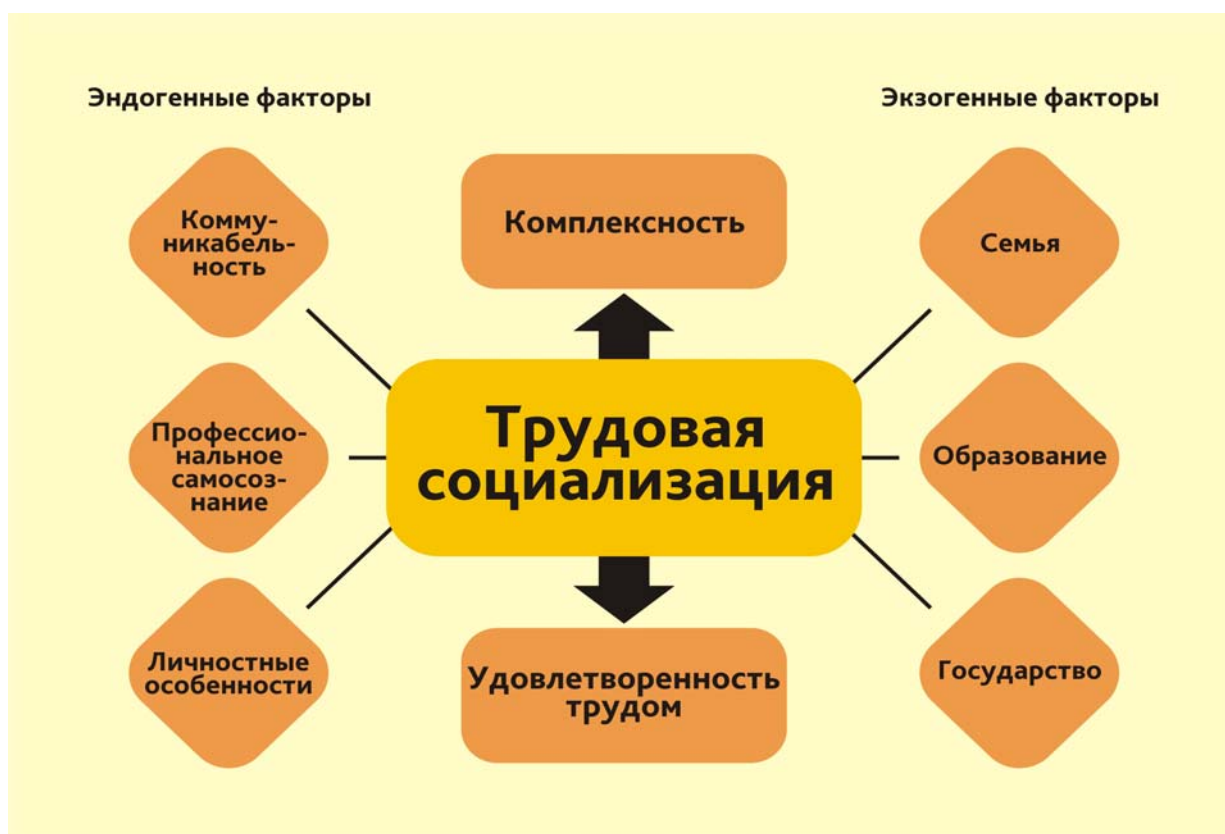 Эндогенные факторы
Экзогенные факторы
Комму-
никабель-
ность
Комплексность
Семья
Трудовая
социализация
Профессио-
нальное
самосоз-
нание
Образование
Личностные
особенности
Удовлетворенность
трудом
Государство